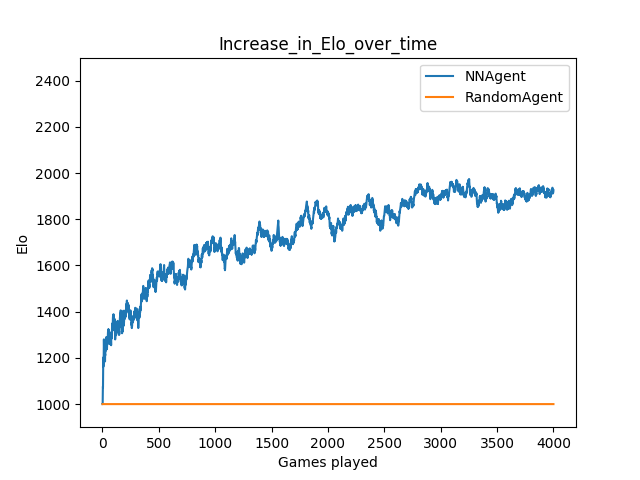 Increase_in_Elo_over_time
NNAgent
RandomAgent
2400
2200
2000
1800
1600
1400
1200
1000
Elo
0 500 1000 1500 2000 2500 3000 3500 4000
Games played